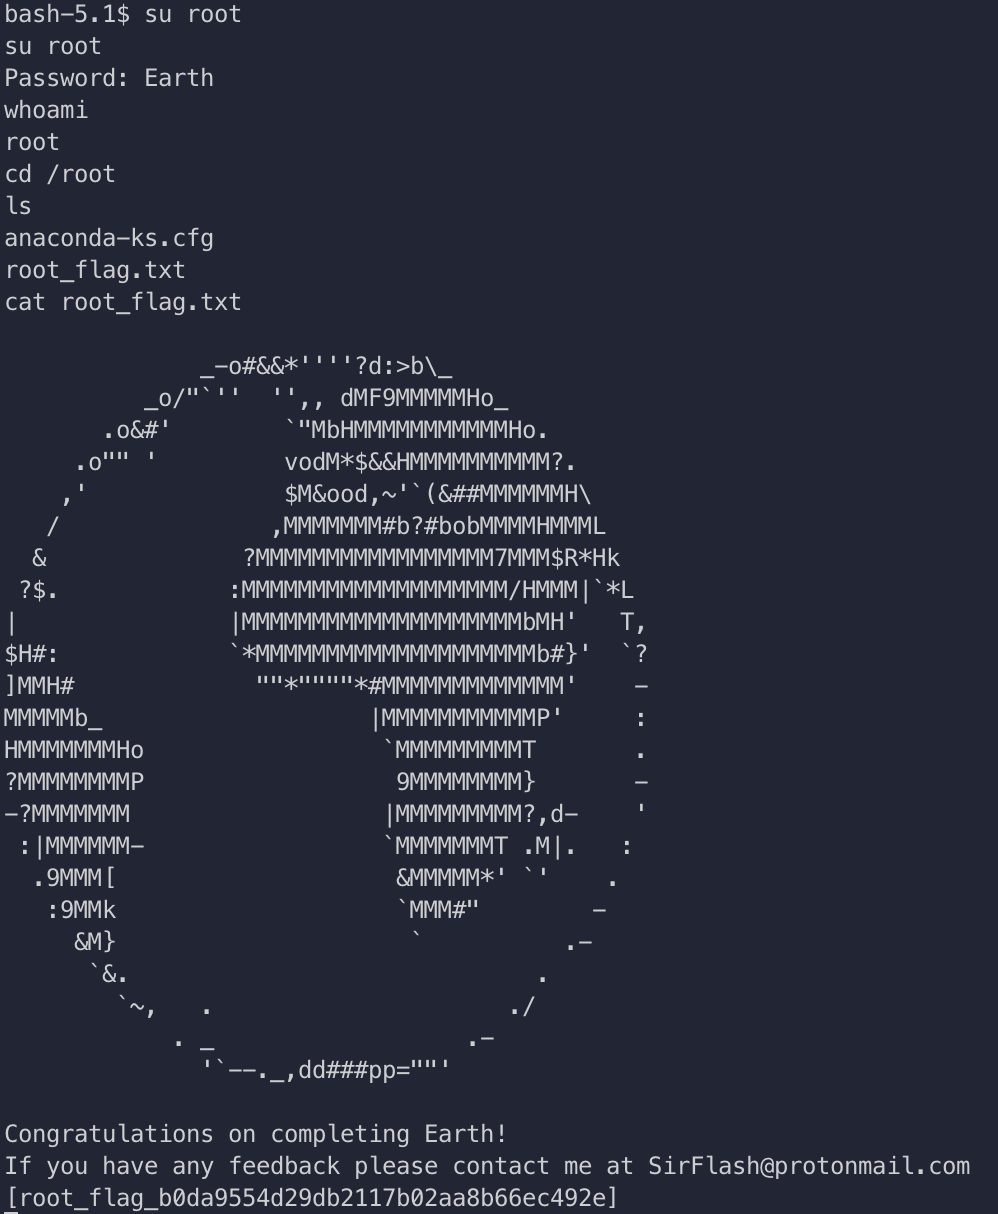 bash-5.1$ su root
su root
Password: Earth
whoami
root
cd /root
ls
anaconda-ks.cfg
root_flag.txt
cat root_flag.txt

              _-o#&&*''''?d:>b\_
          _o/"`''  '',, dMF9MMMMMHo_
       .o&#'        `"MbHMMMMMMMMMMMHo.
     .o"" '         vodM*$&&HMMMMMMMMMM?.
    ,'              $M&ood,~'`(&##MMMMMMH\
   /               ,MMMMMMM#b?#bobMMMMHMMML
  &              ?MMMMMMMMMMMMMMMMM7MMM$R*Hk
 ?$.            :MMMMMMMMMMMMMMMMMMM/HMMM|`*L
|               |MMMMMMMMMMMMMMMMMMMMbMH'   T,
$H#:            `*MMMMMMMMMMMMMMMMMMMMb#}'  `?
]MMH#             ""*""""*#MMMMMMMMMMMMM'    -
MMMMMb_                   |MMMMMMMMMMMP'     :
HMMMMMMMHo                 `MMMMMMMMMT       .
?MMMMMMMMP                  9MMMMMMMM}       -
-?MMMMMMM                  |MMMMMMMMM?,d-    '
 :|MMMMMM-                 `MMMMMMMT .M|.   :
  .9MMM[                    &MMMMM*' `'    .
   :9MMk                    `MMM#"        -
     &M}                     `          .-
      `&.                             .
        `~,   .                     ./
            . _                  .-
              '`--._,dd###pp=""'

Congratulations on completing Earth!
If you have any feedback please contact me at SirFlash@protonmail.com
[root_flag_b0da9554d29db2117b02aa8b66ec492e]